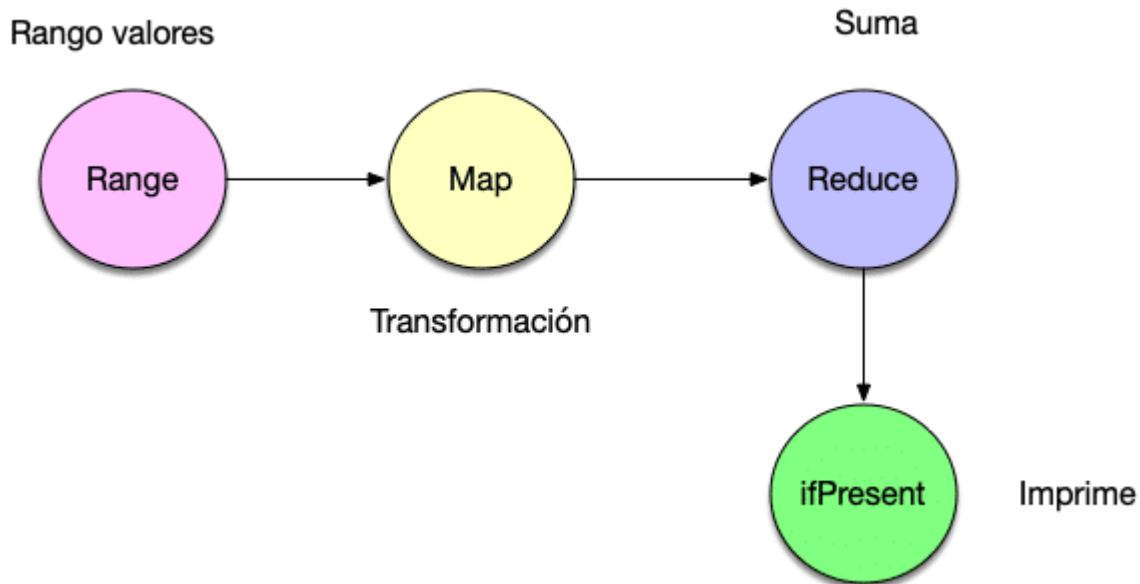 Rango valores
Suma
Range
Map
Reduce
Transformación
ifPresent
Imprime